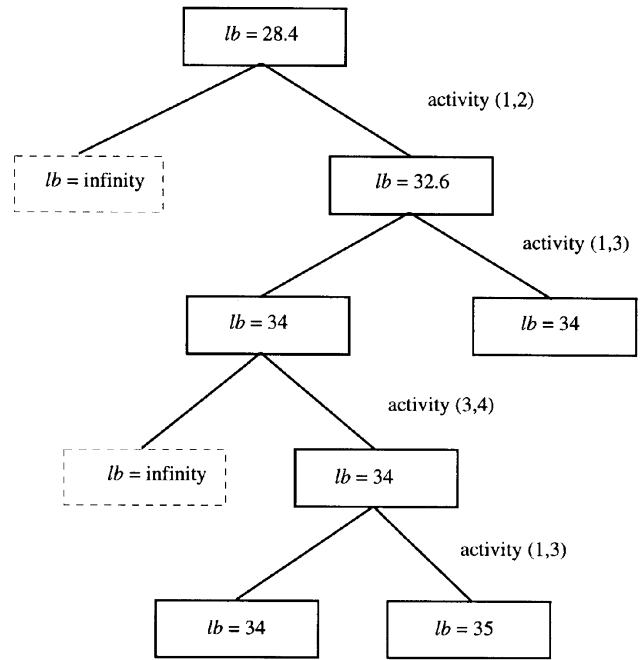 lb = 28.4
activity (1,2)
lb = infinity
lb = 32.6
activity (1,3)
lb = 34
lb = 34
activity (3,4)
lb = infinity
lb = 34
activity (1,3)
lb = 34
lb = 35